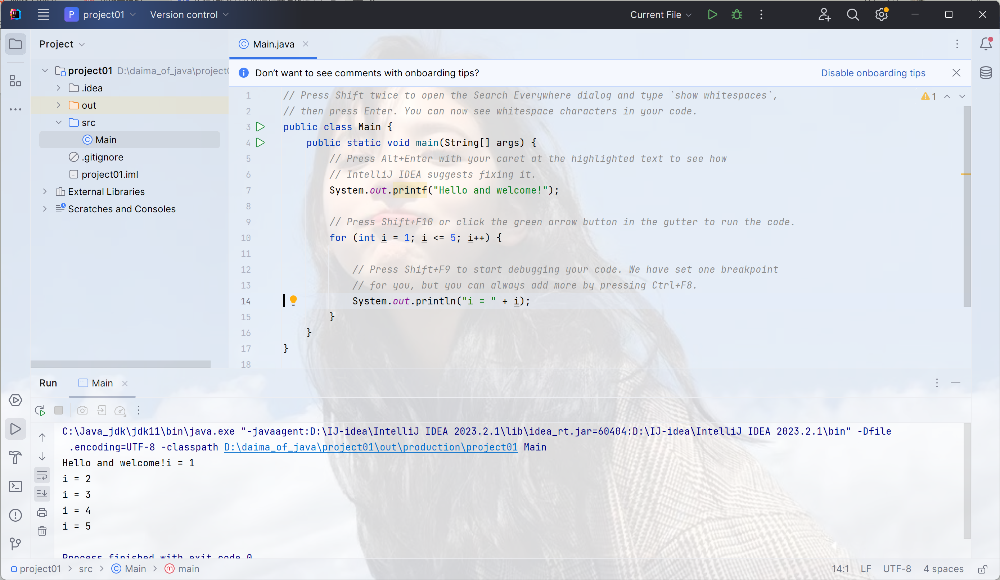 P project01 Version control Current File
Project
Main.java
project01 D:\daima_of_java\project
Don’t want to see comments with onboarding tips? Disable onboarding tips
.idea
out
src
Main
.gitignore
project01.iml
External Libraries
Scratches and Consoles
1 // Press Shift twice to open the Search Everywhere dialog and type `show whitespaces`,
2 // then press Enter. You can now see whitespace characters in your code.
3 public class Main {
4 public static void main(String[] args) {
5 // Press Alt+Enter with your caret at the highlighted text to see how
6 // IntelliJ IDEA suggests fixing it.
7 System.out.printf("Hello and welcome!");
8
9 // Press Shift+F10 or click the green arrow button in the gutter to run the code.
10 for (int i = 1; i <= 5; i++) {
11
12 // Press Shift+F9 to start debugging your code. We have set one breakpoint
13 // for you, but you can always add more by pressing Ctrl+F8.
14 System.out.println("i = " + i);
15 }
16 }
17 }
18
1
Run Main
C:\Java_jdk\jdk11\bin\java.exe "-javaagent:D:\IJ-idea\IntelliJ IDEA 2023.2.1\lib\idea_rt.jar=60404:D:\IJ-idea\IntelliJ IDEA 2023.2.1\bin" -Dfile
.encoding=UTF-8 -classpath D:\daima_of_java\project01\out\production\project01 Main
Hello and welcome!i = 1
i = 2
i = 3
i = 4
i = 5
Process finished with exit code 0
project01 > src > Main > main 14:1 LF UTF-8 4 spaces